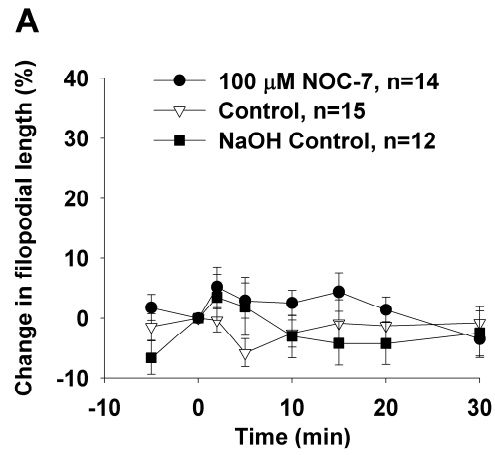 A
Change in filopodial length (%)
40
30
20
10
0
-10
100 μM NOC-7, n=14
Control, n=15
NaOH Control, n=12
-10 0 10 20 30
Time (min)